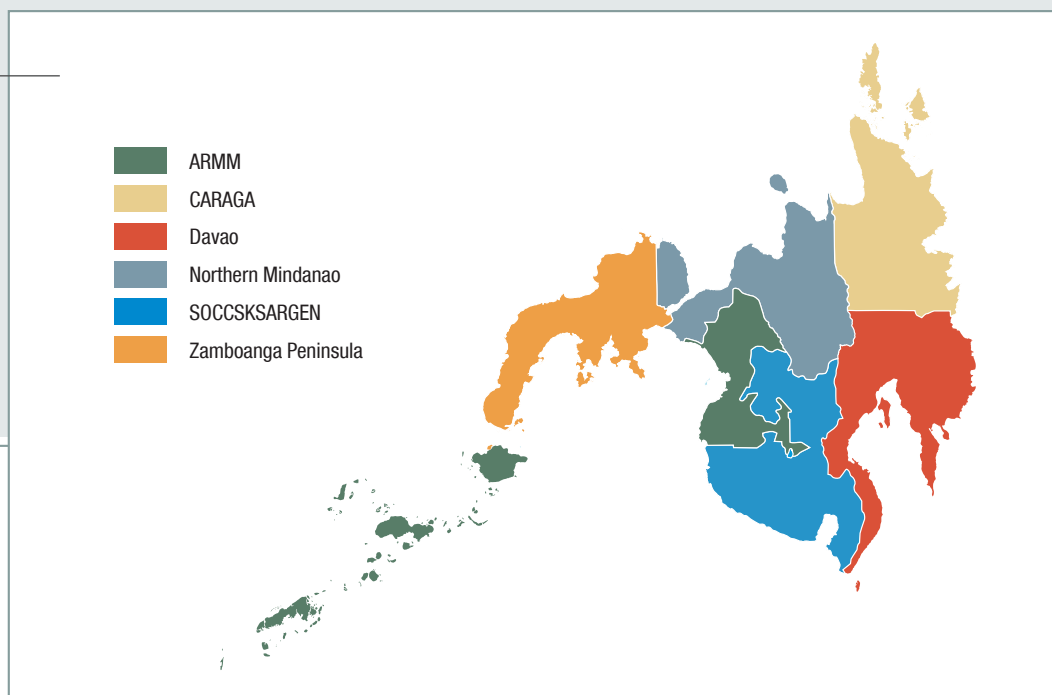 ARMM
CARAGA
Davao
Northern Mindanao
SOCCSKSARGEN
Zamboanga Peninsula